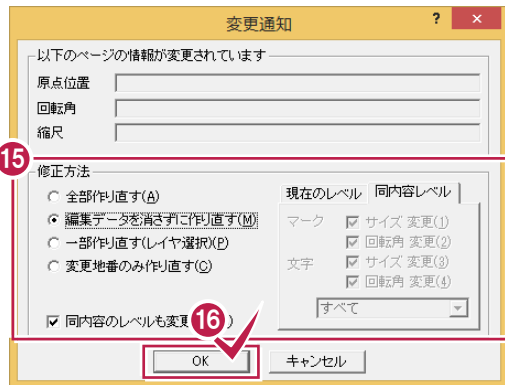 変更通知
? ×
以下のページの情報が変更されています
原点位置
回転角
縮尺
15
修正方法
全部作り直す(A)
編集データを消さずに作り直す(M)
一部作り直す(レイヤ選択)(P)
変更地番のみ作り直す(C)
同内容のレベルも変更
現在のレベル 同内容レベル
マーク サイズ 変更(1)
回転角 変更(2)
文字 サイズ 変更(3)
回転角 変更(4)
すべて
16
OK キャンセル